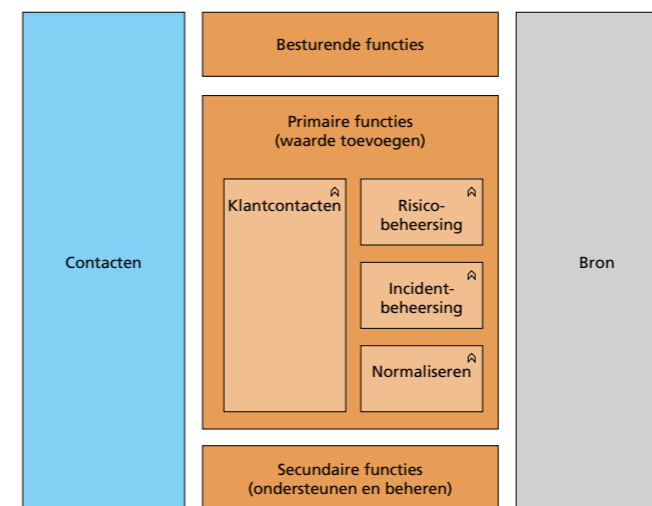 Besturende functies
Primaire functies
(waarde toevoegen)
Klantcontacten
Risico-
beheersing
Contacten
Incident-
beheersing
Bron
Normaliseren
Secundaire functies
(ondersteunen en beheren)